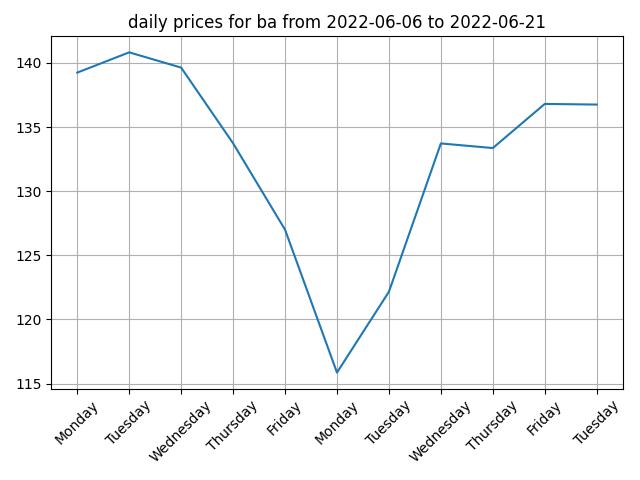 daily prices for ba from 2022-06-06 to 2022-06-21
140
135
130
125
120
115
Monday
Tuesday
Wednesday
Thursday
Friday
Monday
Tuesday
Wednesday
Thursday
Friday
Tuesday